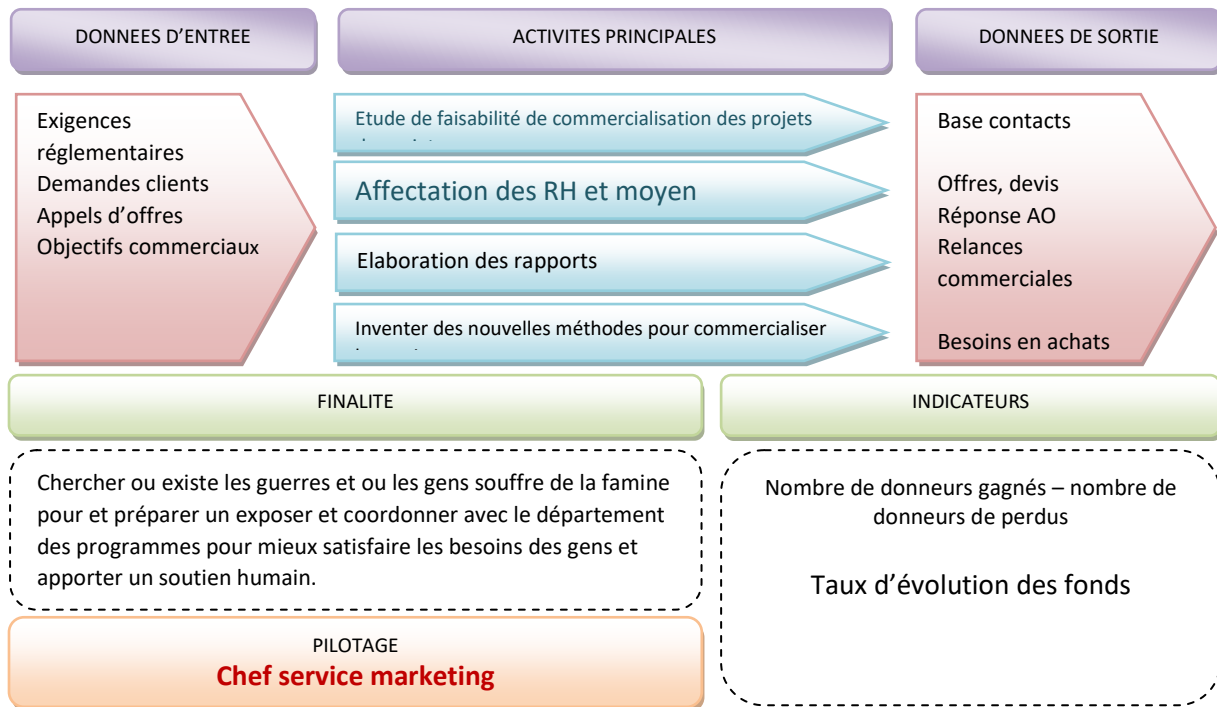 DONNEES D'ENTREE
ACTIVITES PRINCIPALES
DONNEES DE SORTIE
Exigences
réglementaires
Demandes clients
Appels d'offres
Objectifs commerciaux
Etude de faisabilité de commercialisation des projets
Affectation des RH et moyen
Elaboration des rapports
Inventer des nouvelles méthodes pour commercialiser
Base contacts
Offres, devis
Réponse AO
Relances
commerciales
Besoins en achats
FINALITE
INDICATEURS
Chercher ou existe les guerres et ou les gens souffre de la famine
pour et préparer un exposer et coordonner avec le département
des programmes pour mieux satisfaire les besoins des gens et
apporter un soutien humain.
Nombre de donneurs gagnés – nombre de
donneurs de perdus
Taux d'évolution des fonds
PILOTAGE
Chef service marketing